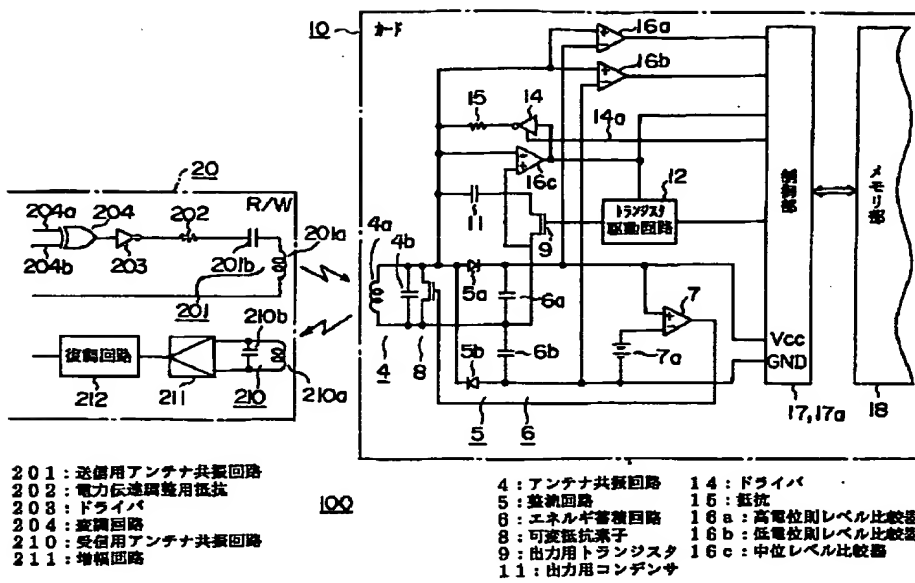 10
カード
16a
16b
15
14
14a
16c
12
トランジスタ
駆動回路
11
9
制御部
メモリ部
20
R/W
204a
204
202
204b
203
201b
201a
201
4a
4b
5a
6a
7
7a
5b
6b
4
8
5
6
Vcc
GND
17,17a
18
復調回路
212
211
210b
210
210a
100
201:送信用アンテナ共振回路
202:電力伝達調整用抵抗
203:ドライバ
204:変調回路
210:受信用アンテナ共振回路
211:増幅回路
4:アンテナ共振回路
5:整流回路
6:エネルギ蓄積回路
8:可変抵抗素子
9:出力用トランジスタ
11:出力用コンデンサ
14:ドライバ
15:抵抗
16a:高電位則レベル比較器
16b:低電位則レベル比較器
16c:中位レベル比較器